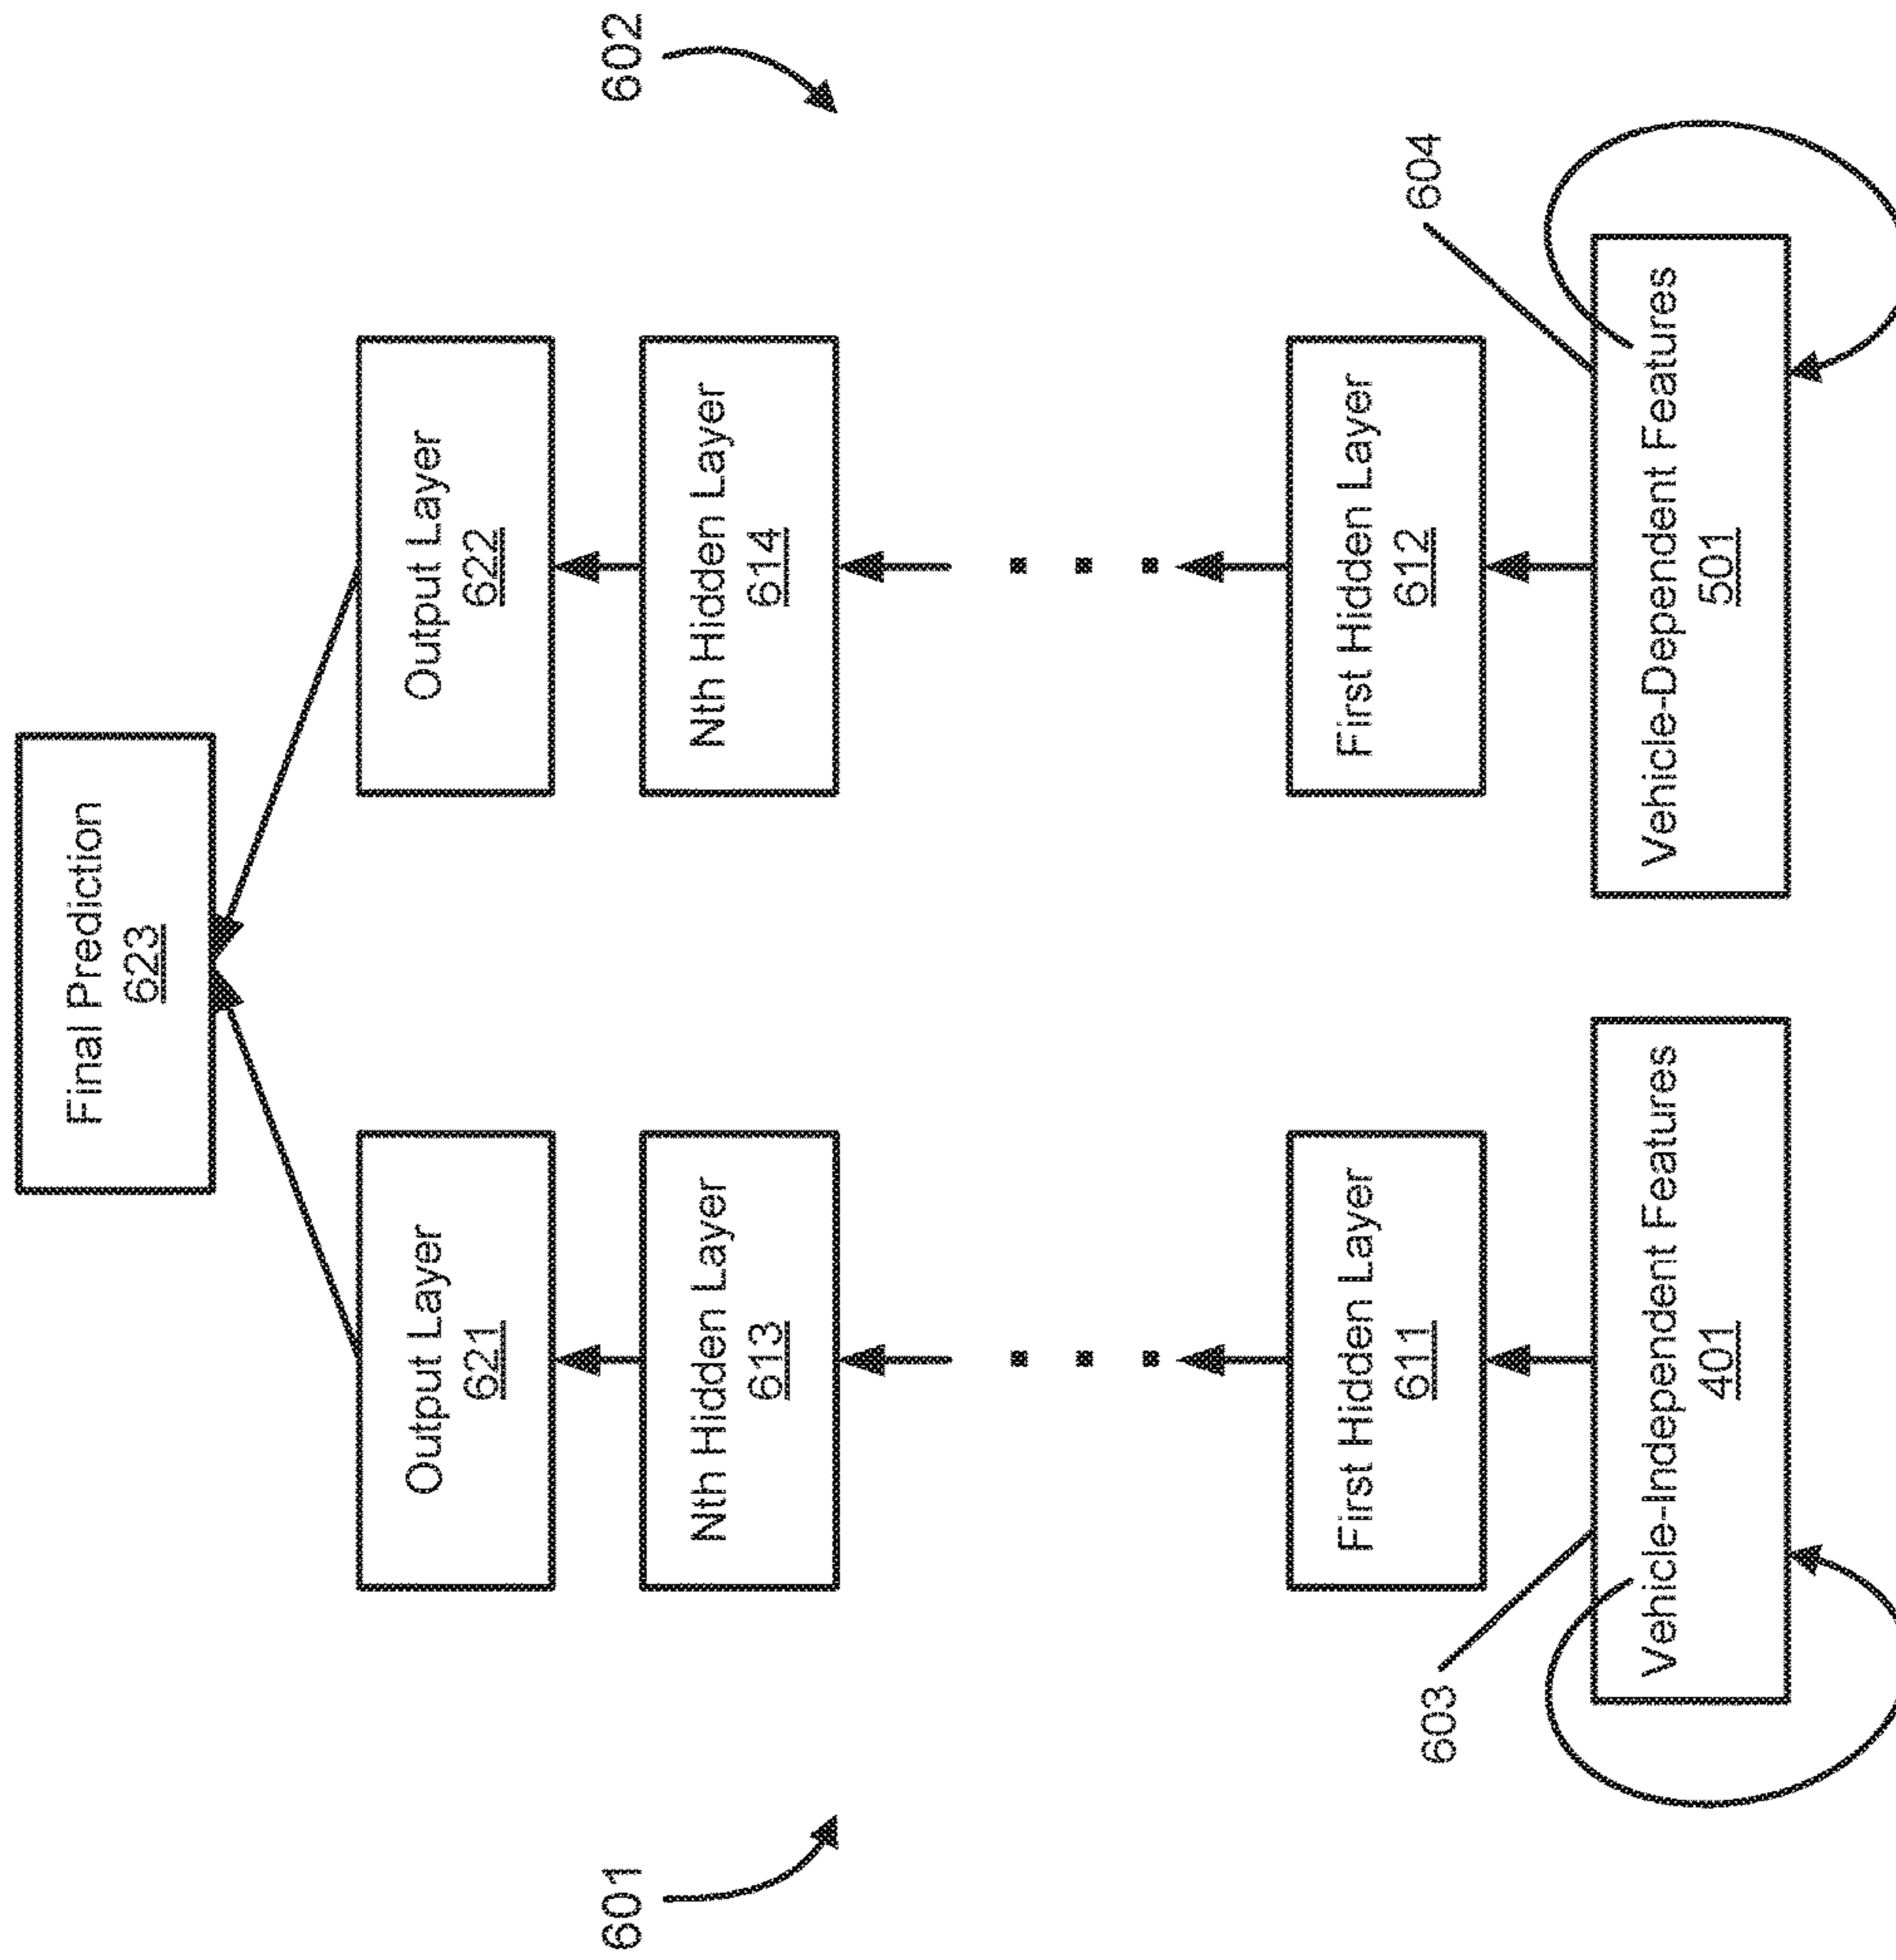 Final Prediction
623
Output Layer
621
Output Layer
622
601
602
Nth Hidden Layer
613
Nth Hidden Layer
614
First Hidden Layer
611
First Hidden Layer
612
603
604
Vehicle-Independent Features
401
Vehicle-Dependent Features
501